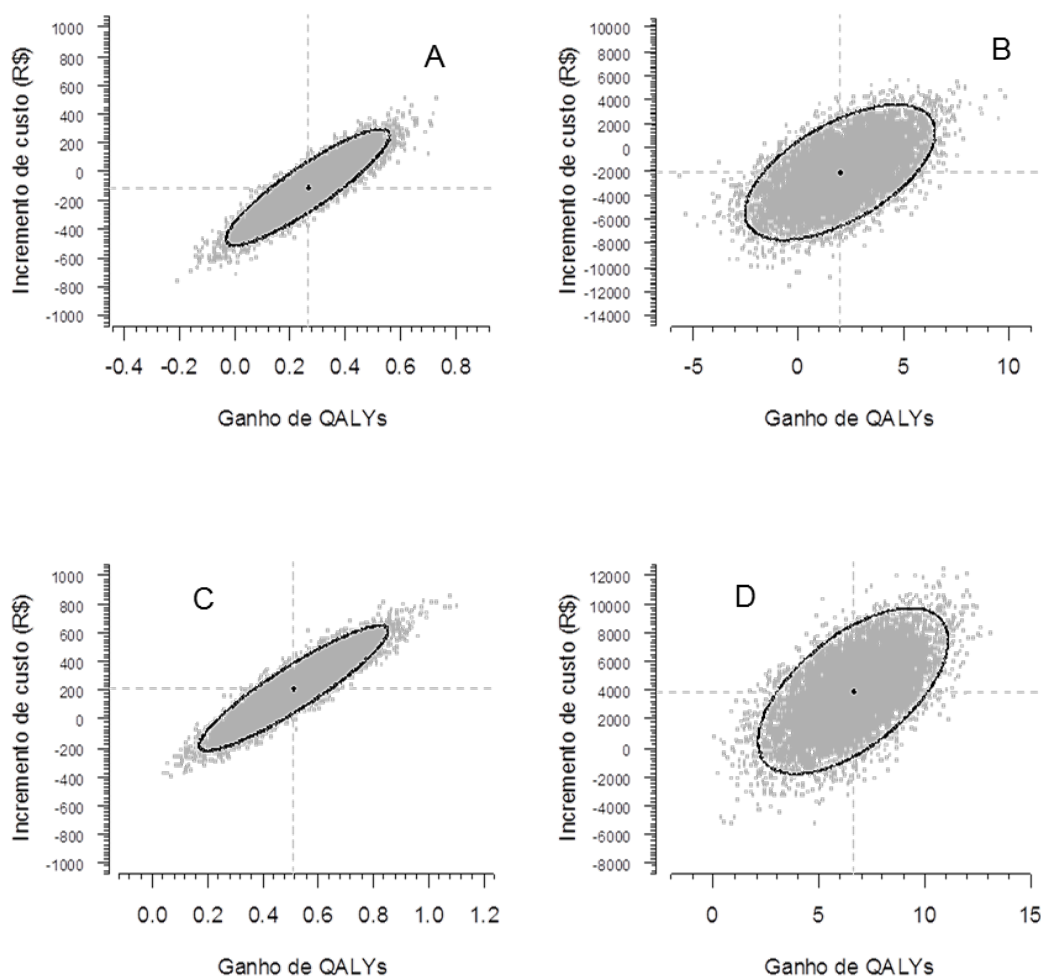 A
Incremento de custo (R$)
1000
800
600
400
200
0
-200
-400
-600
-800
-1000
-0.4 -0.2 0.0 0.2 0.4 0.6 0.8
Ganho de QALYs
B
Incremento de custo (R$)
10000
8000
6000
4000
2000
0
-2000
-4000
-6000
-8000
-10000
-12000
-14000
-5 0 5 10
Ganho de QALYs
C
Incremento de custo (R$)
1000
800
600
400
200
0
-200
-400
-600
-800
-1000
0.0 0.2 0.4 0.6 0.8 1.0 1.2
Ganho de QALYs
D
Incremento de custo (R$)
12000
10000
8000
6000
4000
2000
0
-2000
-4000
-6000
-8000
0 5 10 15
Ganho de QALYs